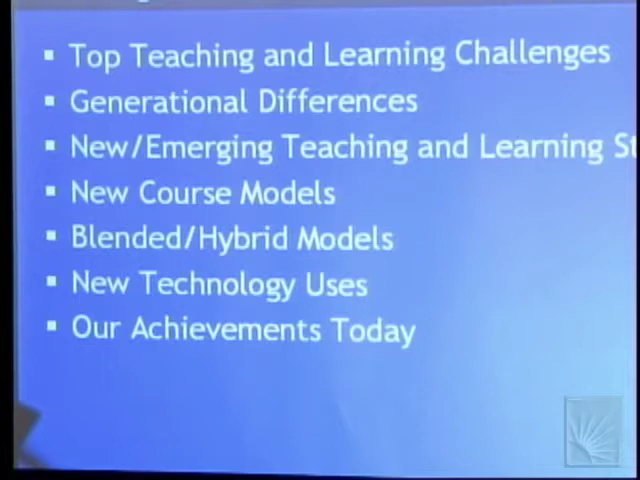 ▪ Top Teaching and Learning Challenges
▪ Generational Differences
▪ New/Emerging Teaching and Learning St
▪ New Course Models
▪ Blended/Hybrid Models
▪ New Technology Uses
▪ Our Achievements Today